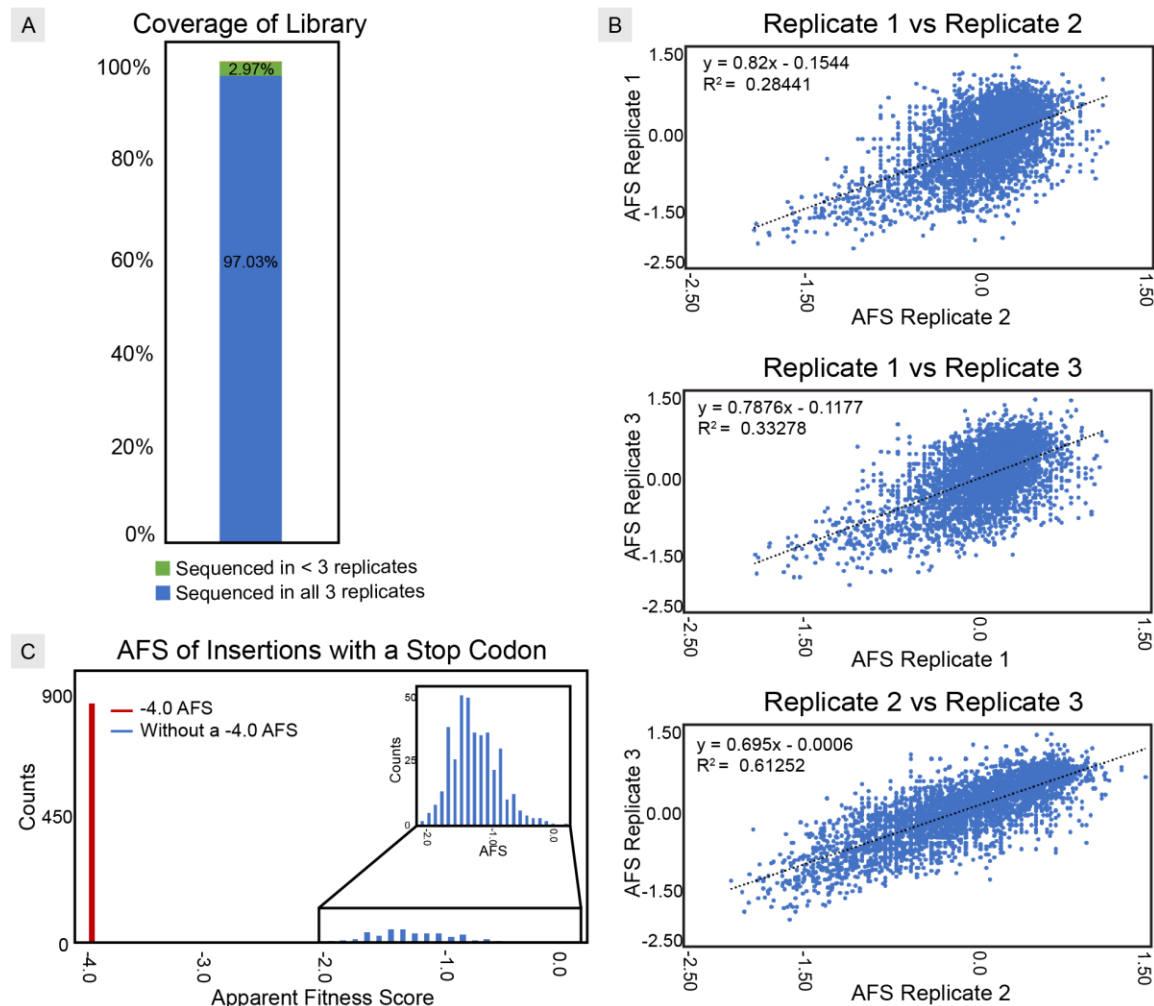 A
Coverage of Library
100%
80%
60%
40%
20%
0%
2.97%
97.03%
Sequenced in < 3 replicates
Sequenced in all 3 replicates
B
Replicate 1 vs Replicate 2
y = 0.82x - 0.1544
R² = 0.28441
AFS Replicate 1
1.50
0.00
-1.50
-2.50
-2.50
-1.50
0.0
1.50
AFS Replicate 2
Replicate 1 vs Replicate 3
y = 0.7876x - 0.1177
R² = 0.33278
AFS Replicate 3
1.50
0.00
-1.50
-2.50
-2.50
-1.50
0.0
1.50
AFS Replicate 1
Replicate 2 vs Replicate 3
y = 0.695x - 0.0006
R² = 0.61252
AFS Replicate 3
1.50
0.00
-1.50
-2.50
-2.50
-1.50
0.0
1.50
AFS Replicate 2
C
AFS of Insertions with a Stop Codon
-4.0 AFS
Without a -4.0 AFS
Counts
900
450
0
-4.0
-3.0
-2.0
-1.0
0.0
Apparent Fitness Score
Counts
50
25
0
-2.0
-1.0
0.0
AFS